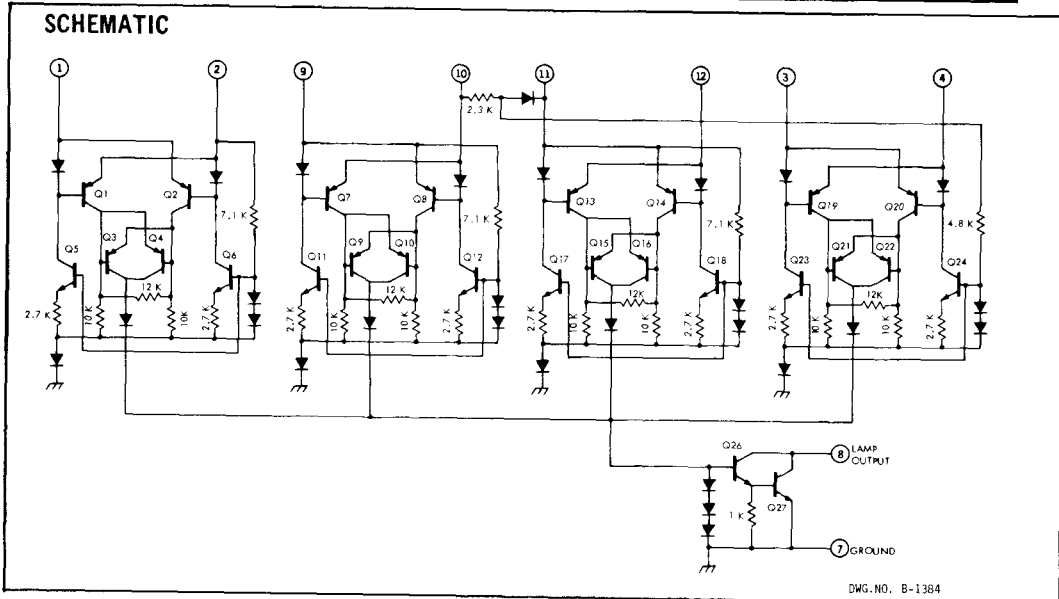 SCHEMATIC
1 2 9 10 11 12 3 4
2.3 K
Q1 Q2 Q7 Q8 Q13 Q14 Q19 Q20
7.1 K 7.1 K 7.1 K 4.8 K
Q3 Q4 Q9 Q10 Q15 Q16 Q21 Q22
Q5 Q6 Q11 Q12 Q17 Q18 Q23 Q24
12 K 12 K 12K 12K
2.7 K 10 K 10K 2.7 K 2.7 K 10 K 10 K 2.7 K 2.7 K 10 K 10 K 2.7 K 2.7 K 10 K 10 K 2.7 K
Q26
8 LAMP
OUTPUT
Q27
1 K
7 GROUND
DWG.NO. B-1384